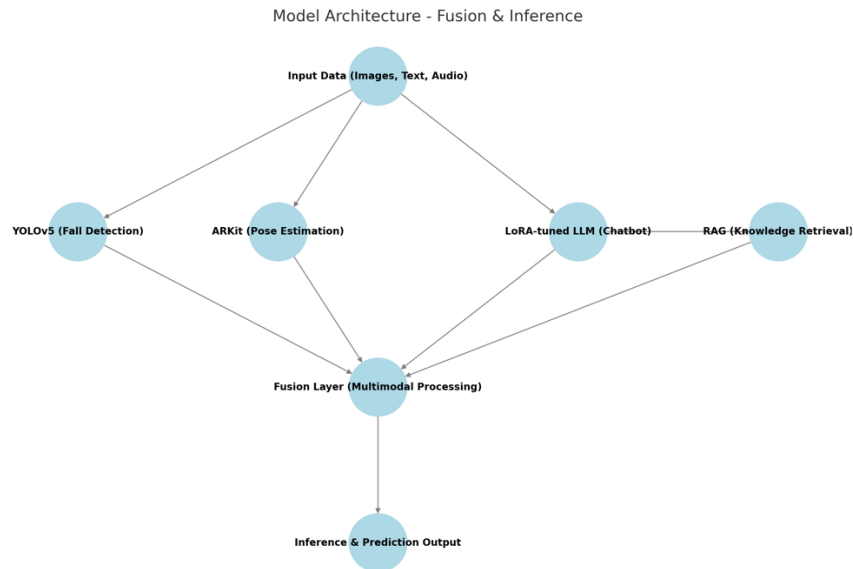 Model Architecture - Fusion & Inference
Input Data (Images, Text, Audio)
YOLOv5 (Fall Detection)
ARKit (Pose Estimation)
LoRA-tuned LLM (Chatbot)
RAG (Knowledge Retrieval)
Fusion Layer (Multimodal Processing)
Inference & Prediction Output